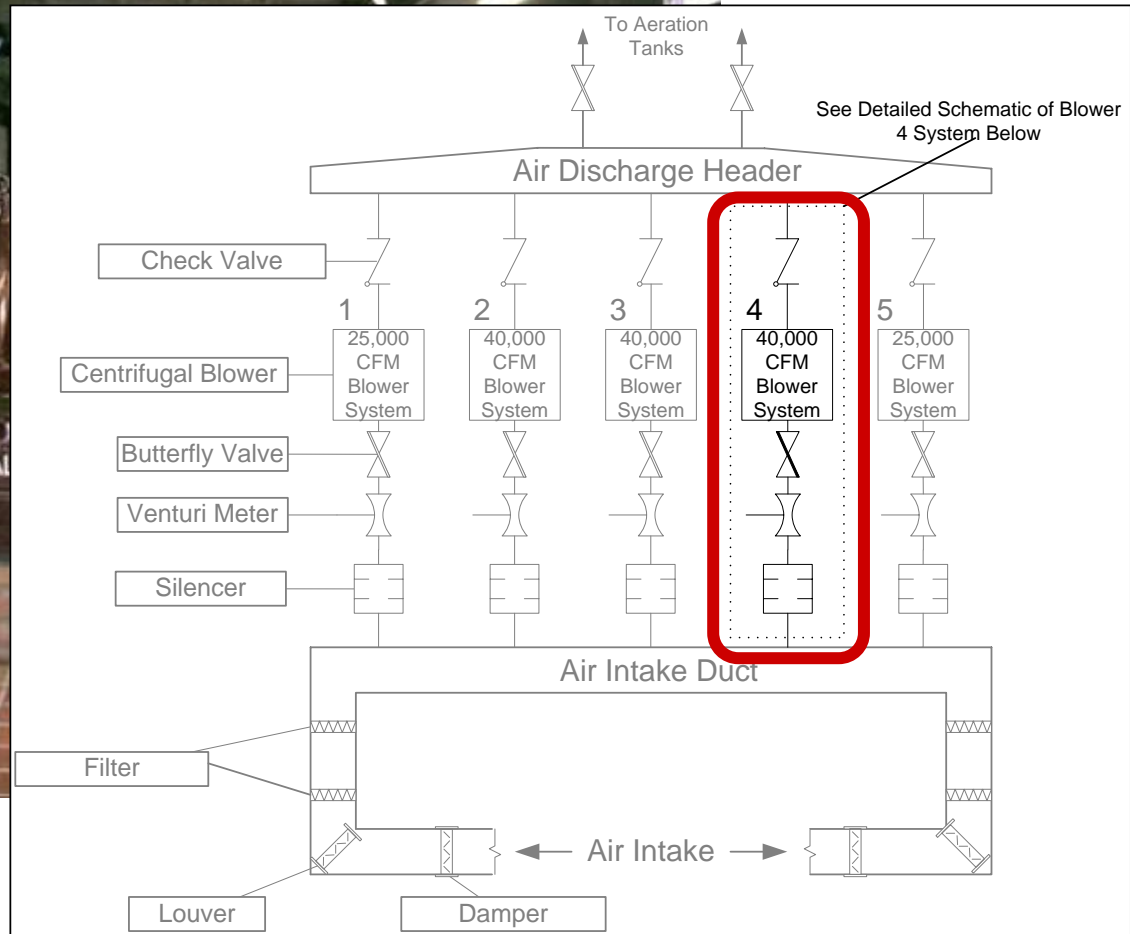 To Aeration
Tanks
See Detailed Schematic of Blower
4 System Below
Air Discharge Header
Check Valve
1
2
3
4
5
Centrifugal Blower
25,000
CFM
Blower
System
40,000
CFM
Blower
System
40,000
CFM
Blower
System
40,000
CFM
Blower
System
25,000
CFM
Blower
System
Butterfly Valve
Venturi Meter
Silencer
Air Intake Duct
Filter
Air Intake
Louver
Damper